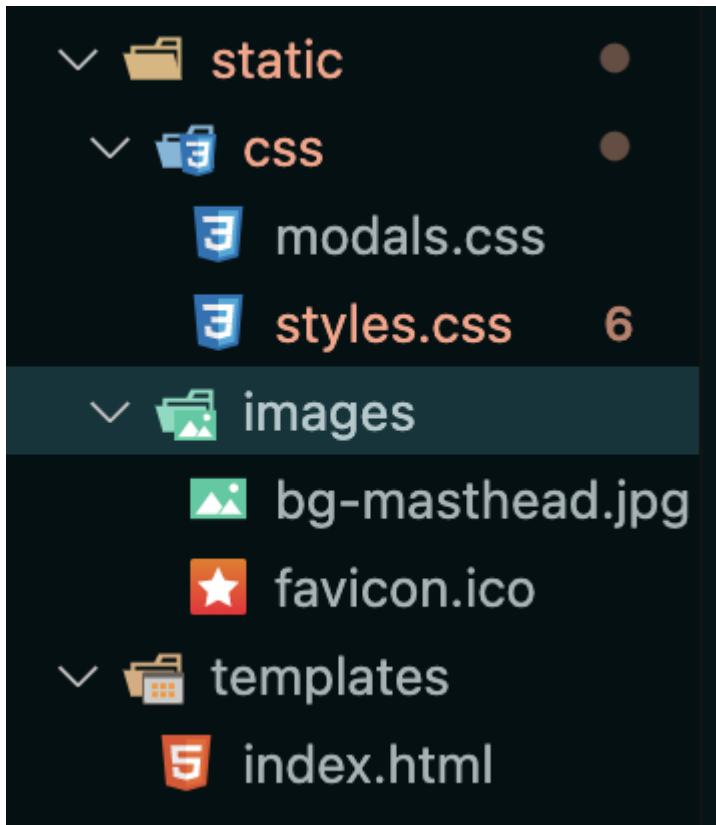 static
css
modals.css
styles.css 6
images
bg-masthead.jpg
favicon.ico
templates
index.html